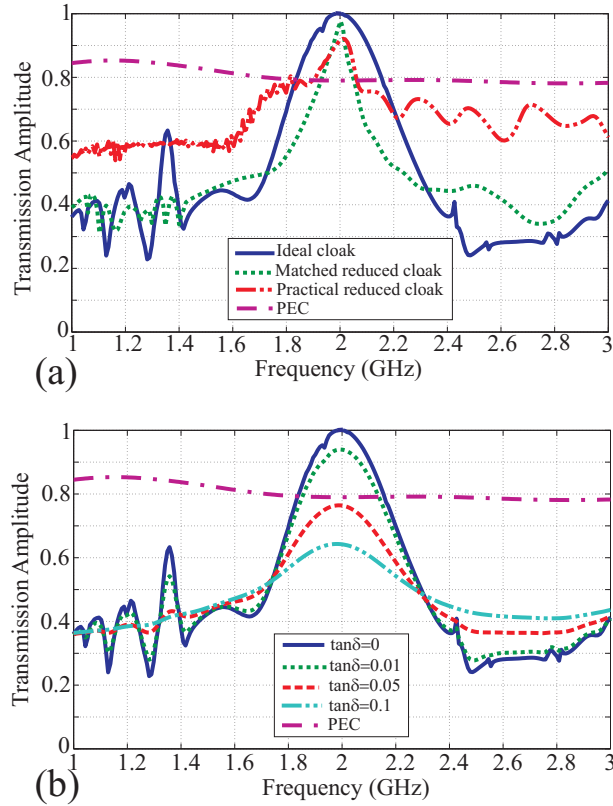 1
0.8
0.6
0.4
0.2
0
Transmission Amplitude
Ideal cloak
Matched reduced cloak
Practical reduced cloak
PEC
1 1.2 1.4 1.6 1.8 2 2.2 2.4 2.6 2.8 3
Frequency (GHz)
(a)
1
0.8
0.6
0.4
0.2
0
Transmission Amplitude
tanδ=0
tanδ=0.01
tanδ=0.05
tanδ=0.1
PEC
1 1.2 1.4 1.6 1.8 2 2.2 2.4 2.6 2.8 3
Frequency (GHz)
(b)